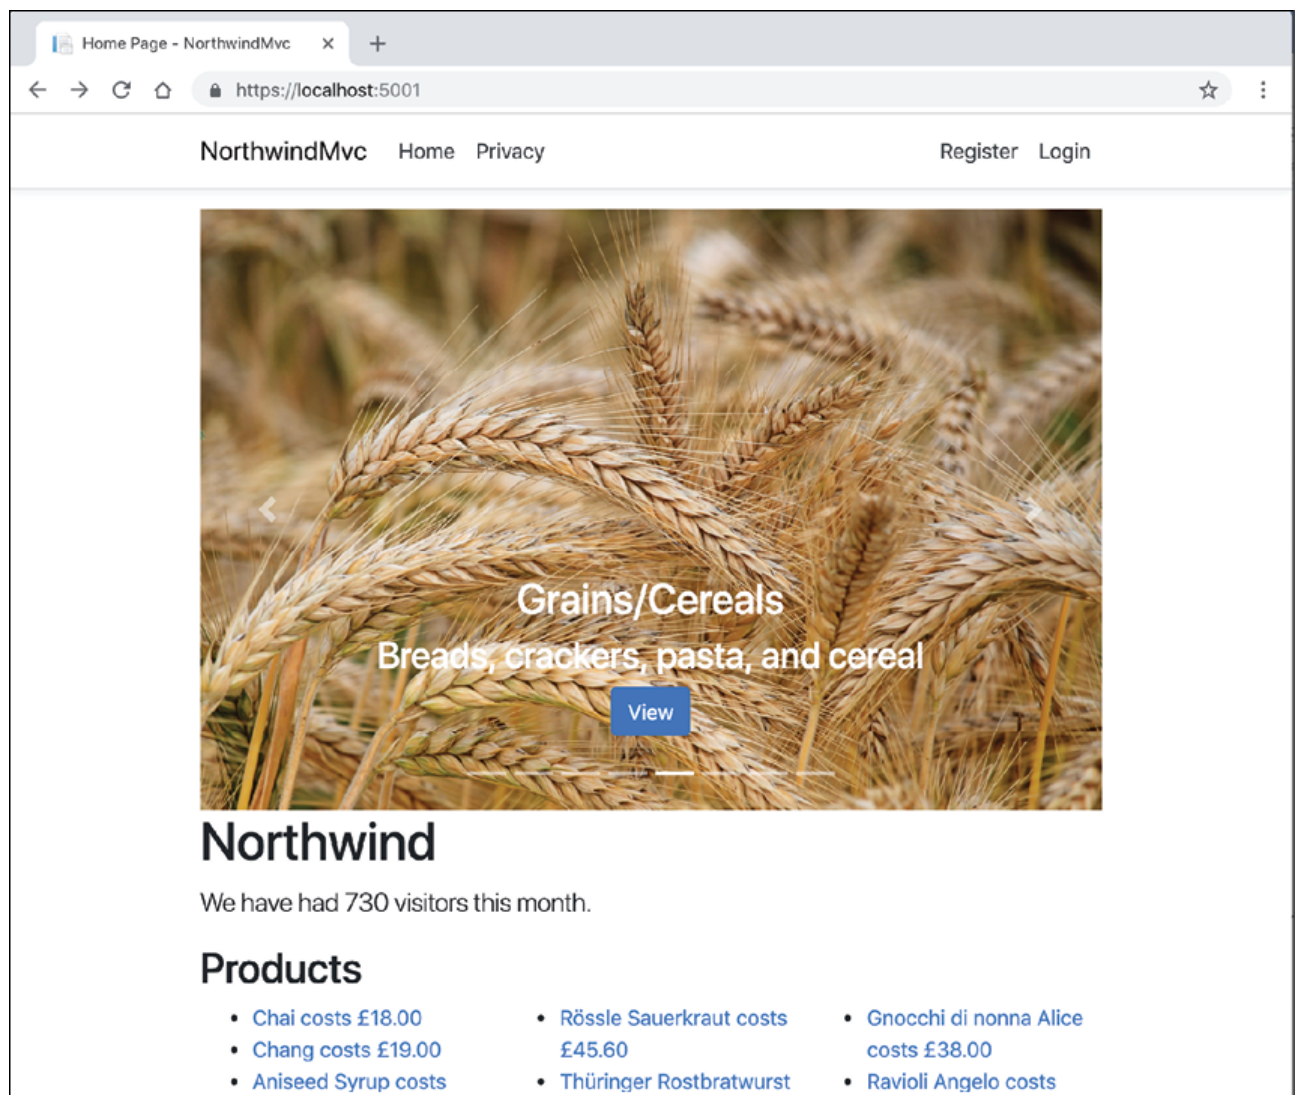 Home Page - NorthwindMvc
https://localhost:5001
NorthwindMvc Home Privacy Register Login
Grains/Cereals
Breads, crackers, pasta, and cereal
View
Northwind
We have had 730 visitors this month.
Products
Chai costs £18.00
Chang costs £19.00
Aniseed Syrup costs
Rössle Sauerkraut costs
£45.60
Thüringer Rostbratwurst
Gnocchi di nonna Alice
costs £38.00
Ravioli Angelo costs